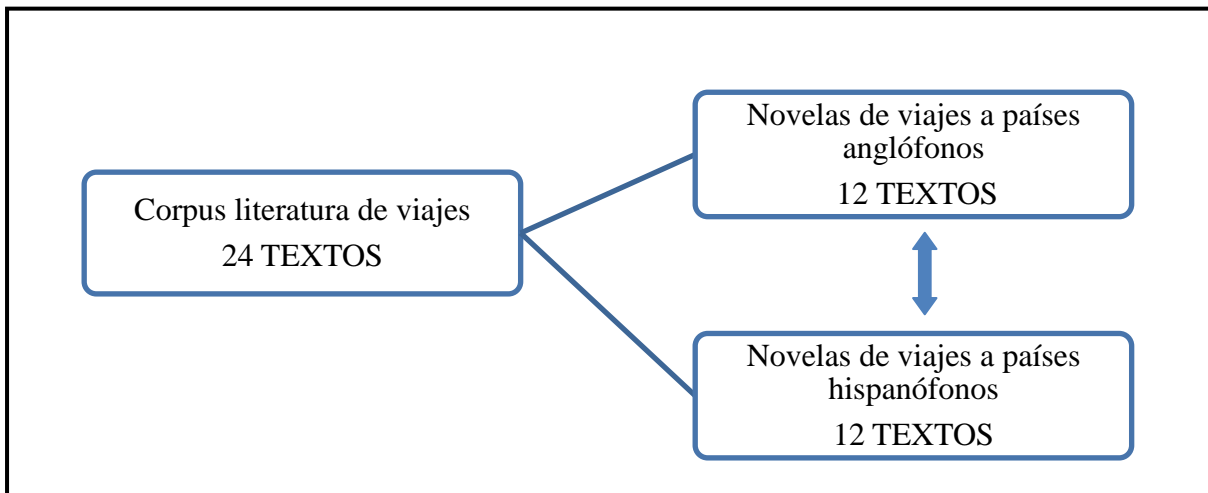 Corpus literatura de viajes
24 TEXTOS
Novelas de viajes a países
anglófonos
12 TEXTOS
Novelas de viajes a países
hispanófonos
12 TEXTOS